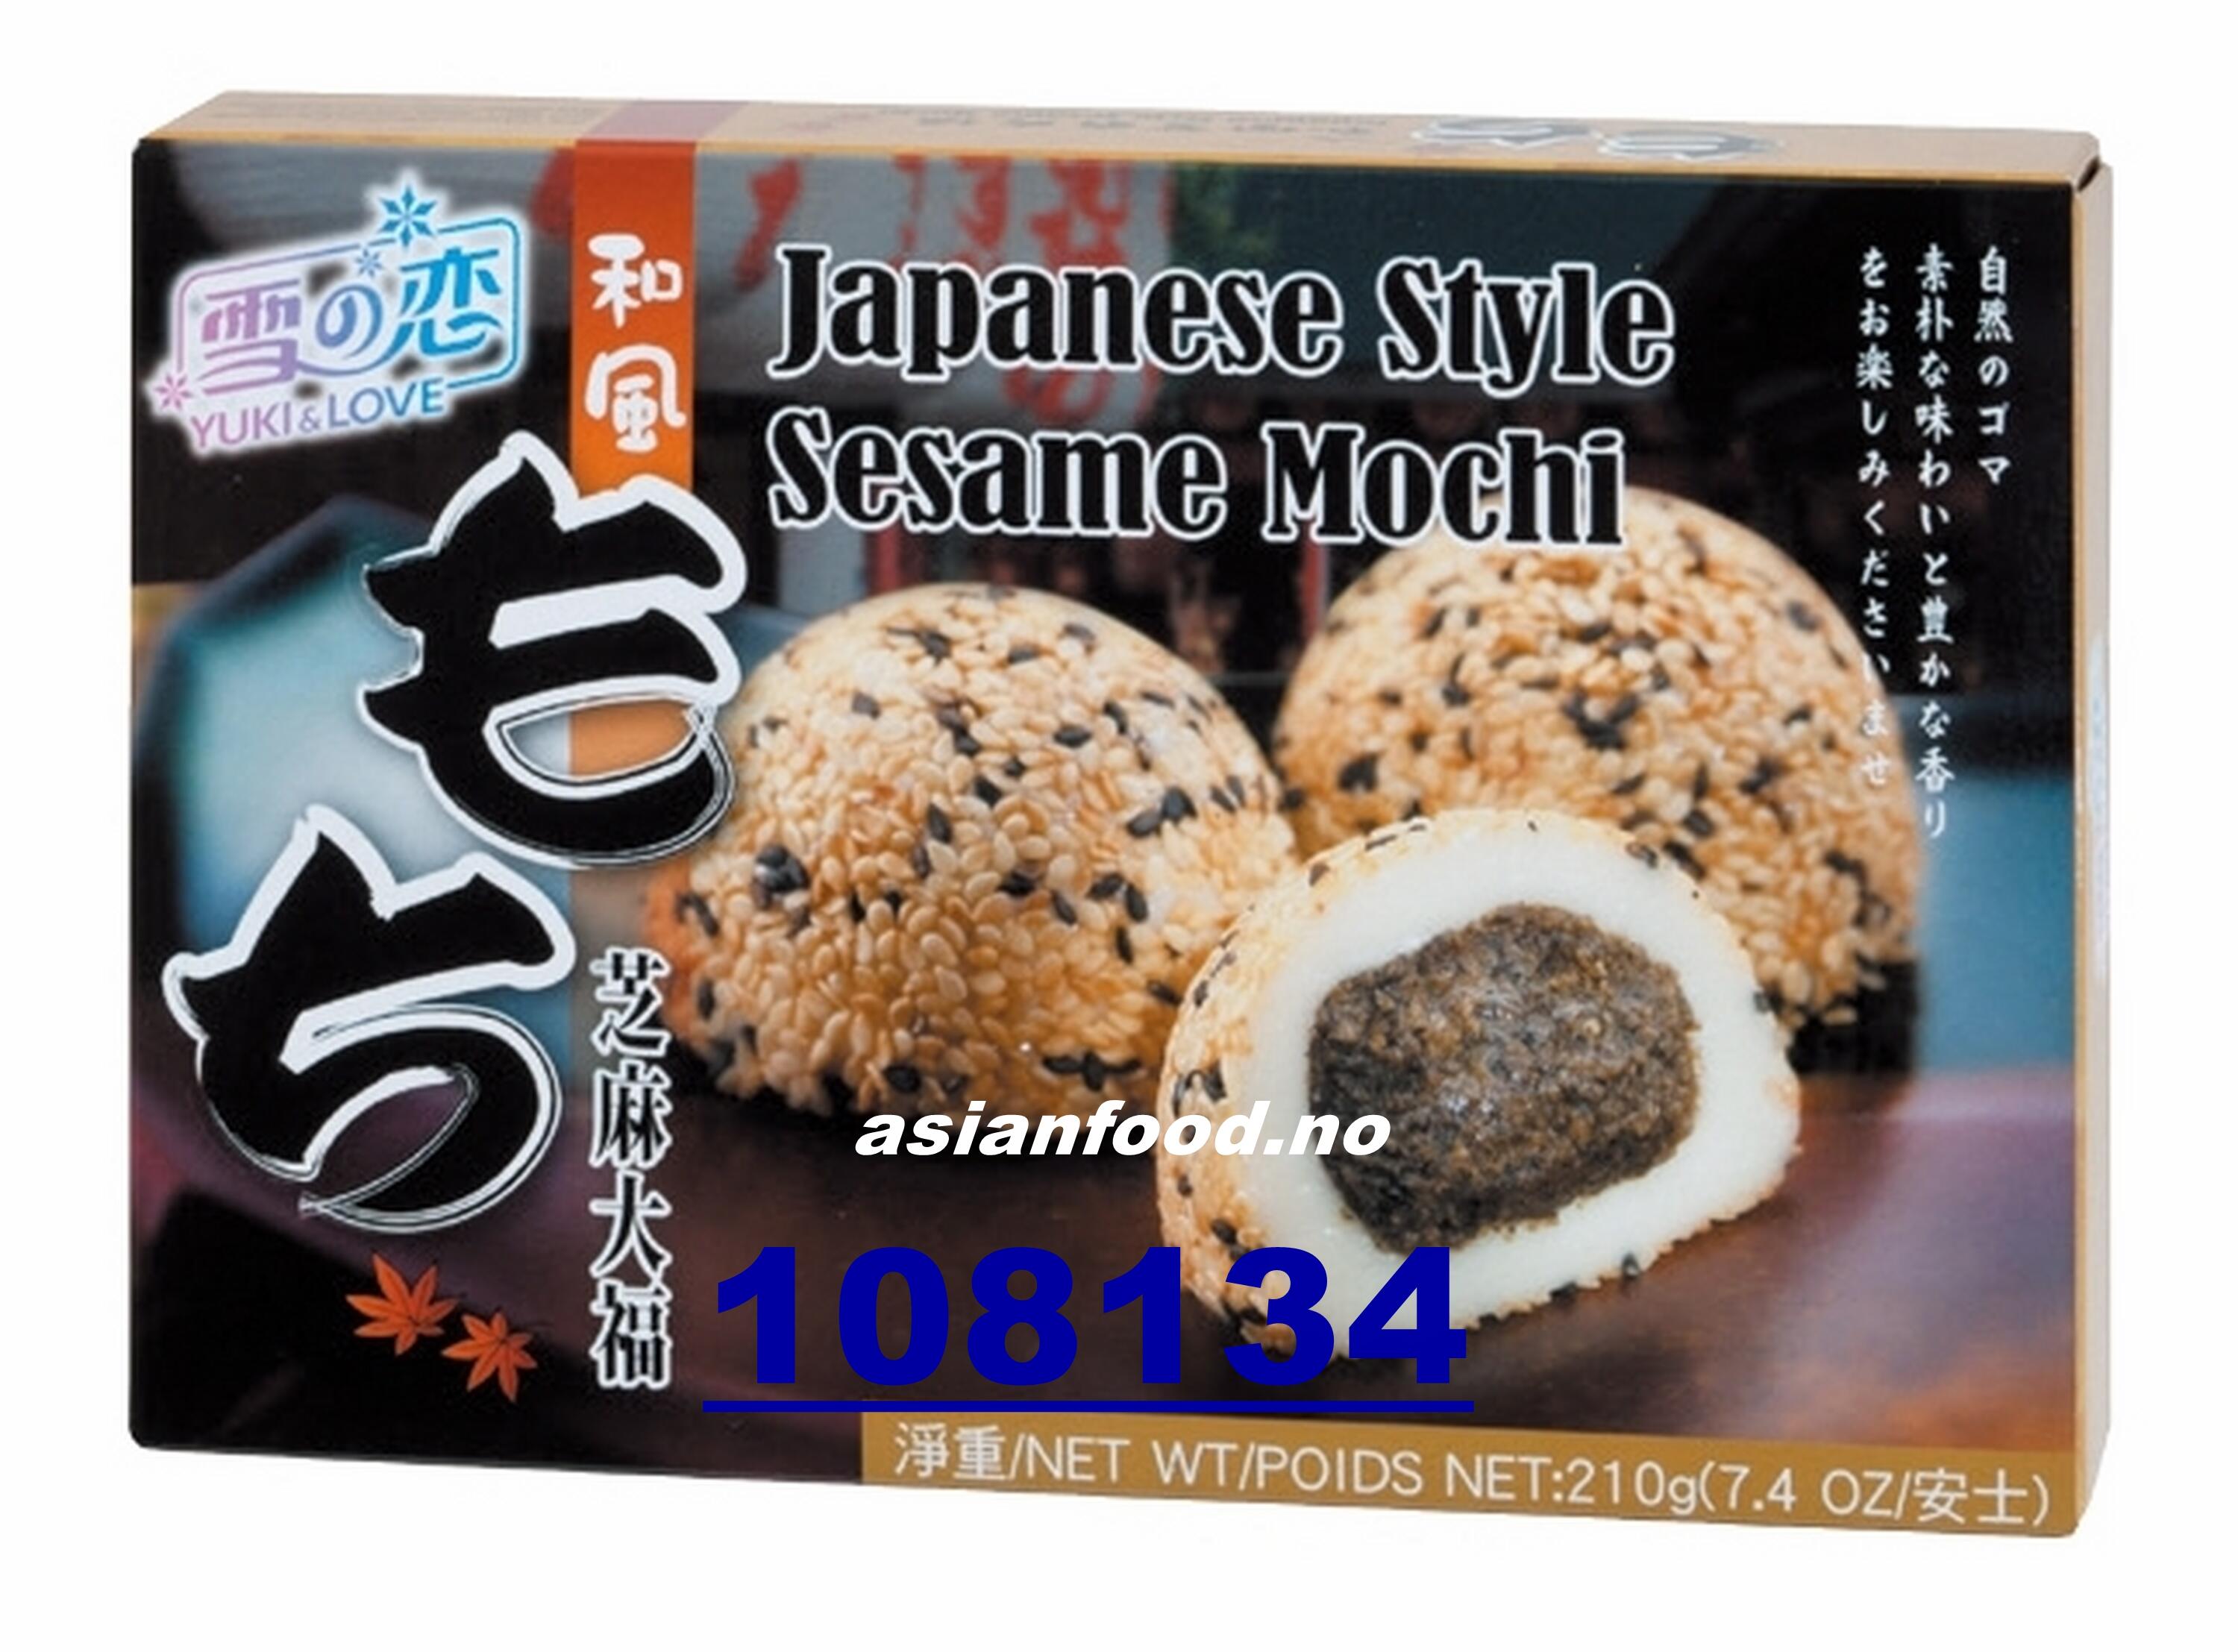 雪の恋
YUKI&LOVE
和風
もち
芝麻大福
Japanese Style
Sesame Mochi
自然のゴマ
素朴な味わいと豊かな香り
をお楽しみくださいませ
asianfood.no
108134
淨重/NET WT/POIDS NET:210g(7.4 OZ/安士)